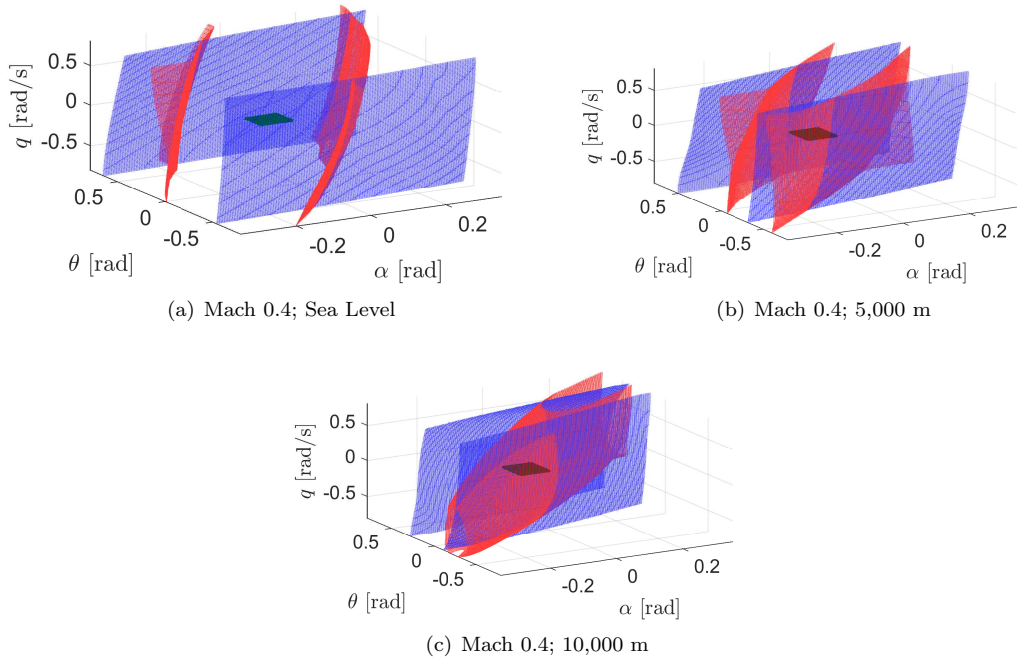 0.5
0
-0.5
q [rad/s]
0.5
0
-0.5
θ [rad]
-0.2
0
0.2
α [rad]
(a) Mach 0.4; Sea Level
0.5
0
-0.5
q [rad/s]
0.5
0
-0.5
θ [rad]
-0.2
0
0.2
α [rad]
(b) Mach 0.4; 5,000 m
0.5
0
-0.5
q [rad/s]
0.5
0
-0.5
θ [rad]
-0.2
0
0.2
α [rad]
(c) Mach 0.4; 10,000 m